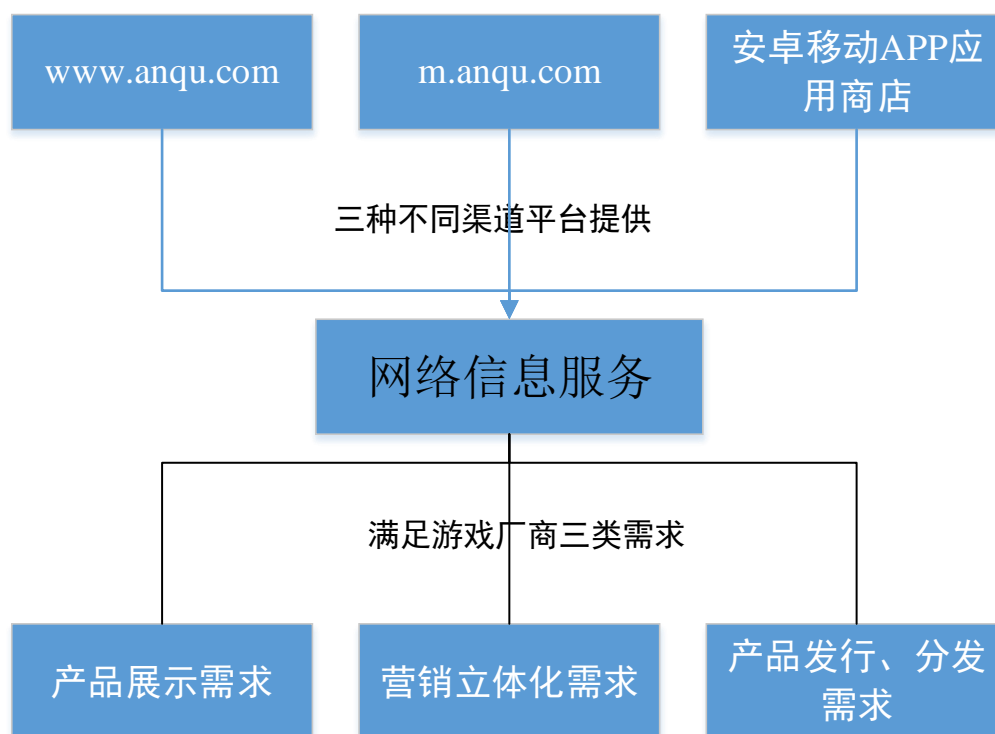 www.anqu.com
m.anqu.com
安卓移动APP应
用商店
三种不同渠道平台提供
网络信息服务
满足游戏厂商三类需求
产品展示需求
营销立体化需求
产品发行、分发
需求